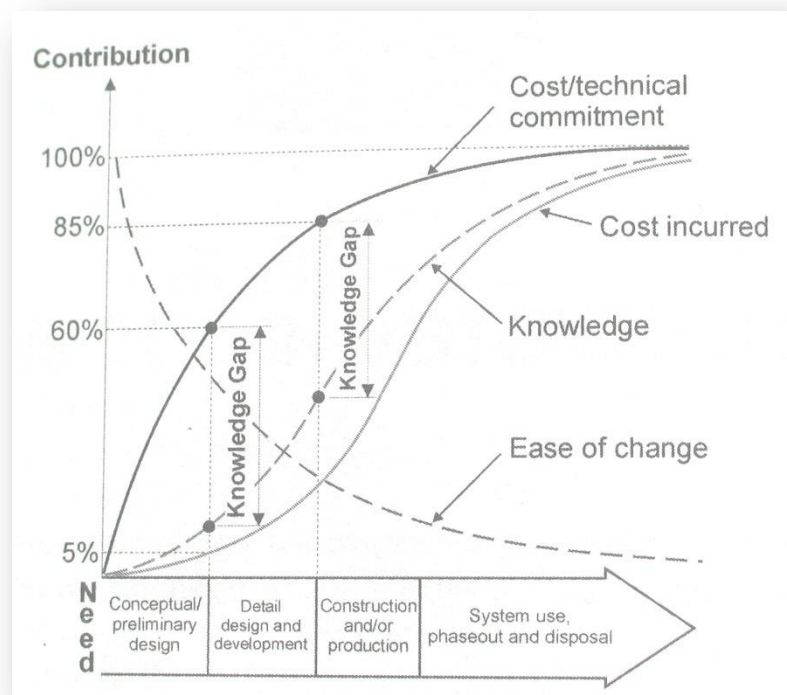 Contribution
Cost/technical
commitment
100%
85%
Cost incurred
Knowledge Gap
60%
Knowledge
Knowledge Gap
Ease of change
5%
Need
Conceptual/
preliminary
design
Detail
design and
development
Construction
and/or
production
System use,
phaseout and disposal